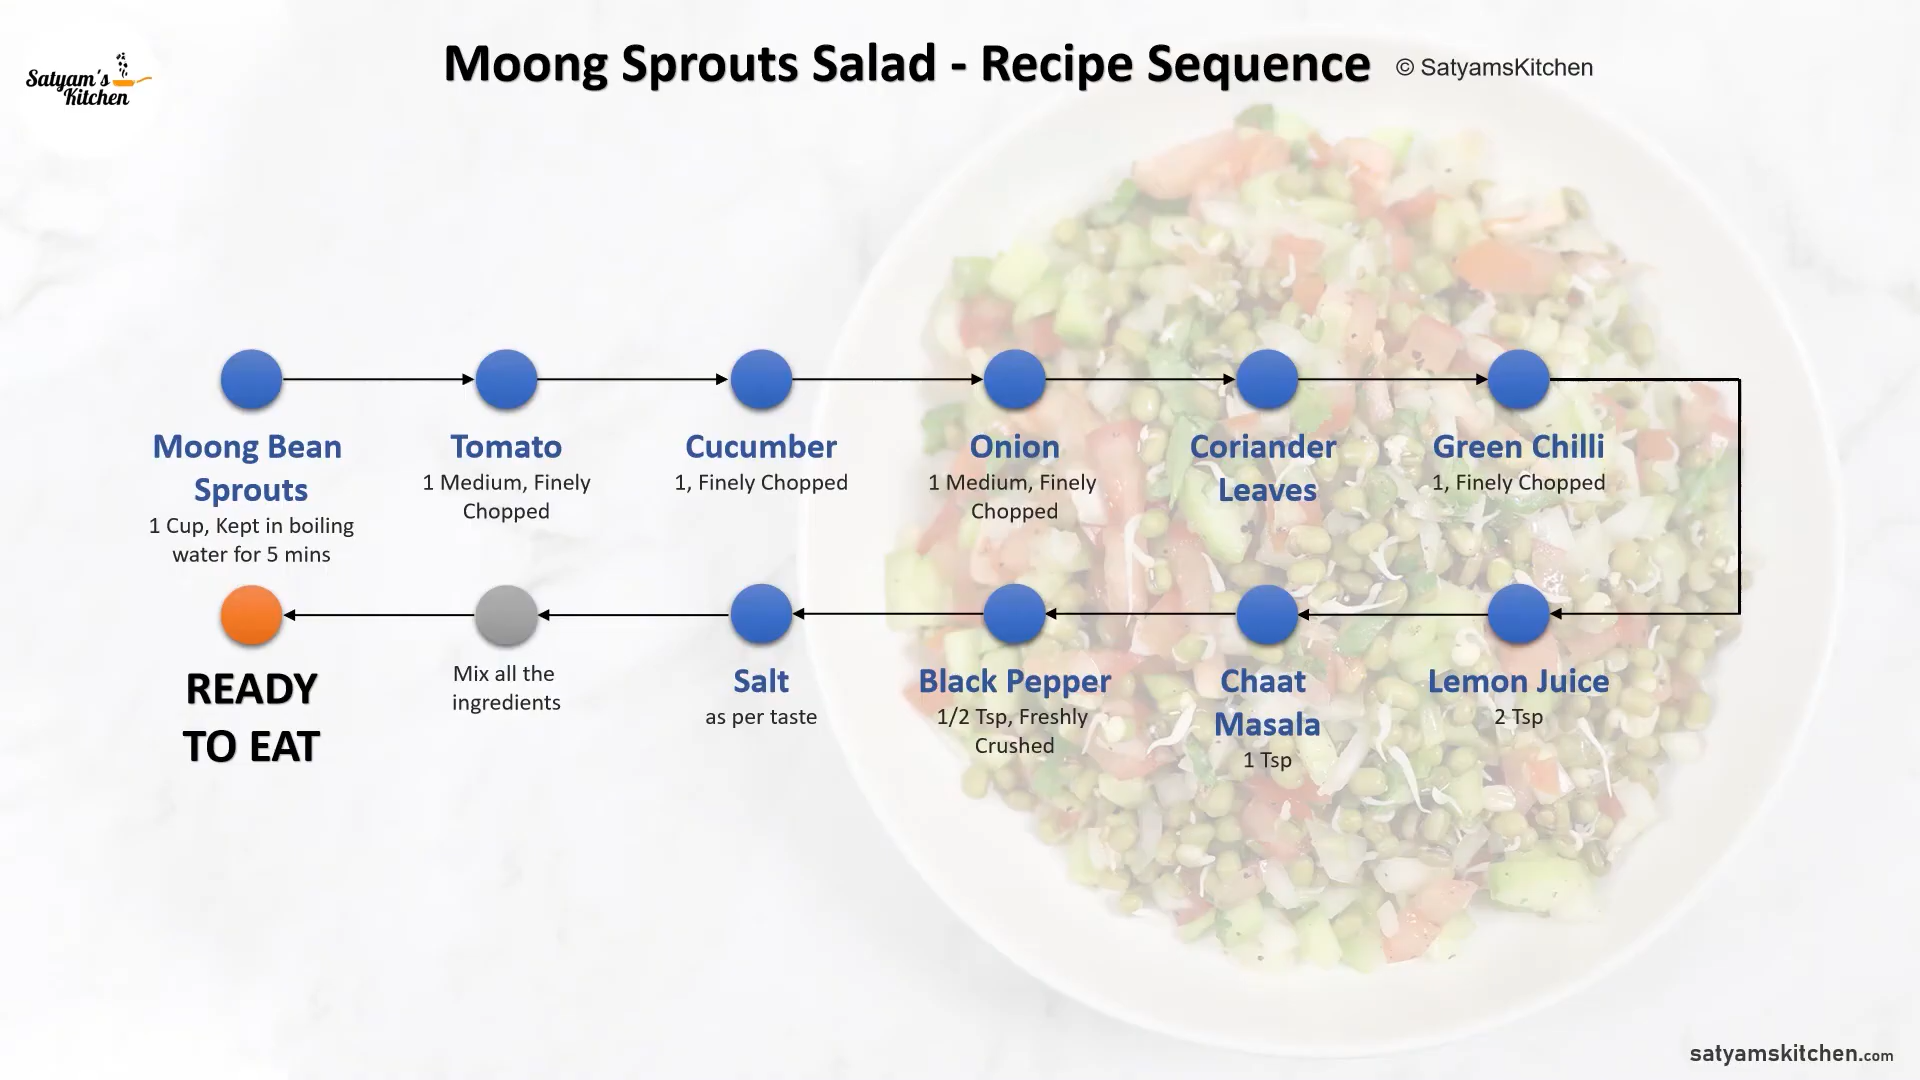 Satyam's
Kitchen
Moong Sprouts Salad - Recipe Sequence
© SatyamsKitchen
Moong Bean
Sprouts
1 Cup, Kept in boiling
water for 5 mins
Tomato
1 Medium, Finely
Chopped
Cucumber
1, Finely Chopped
Onion
1 Medium, Finely
Chopped
Coriander
Leaves
Green Chilli
1, Finely Chopped
Lemon Juice
2 Tsp
Chaat
Masala
1 Tsp
Black Pepper
1/2 Tsp, Freshly
Crushed
Salt
as per taste
Mix all the
ingredients
READY
TO EAT
satyamskitchen.com